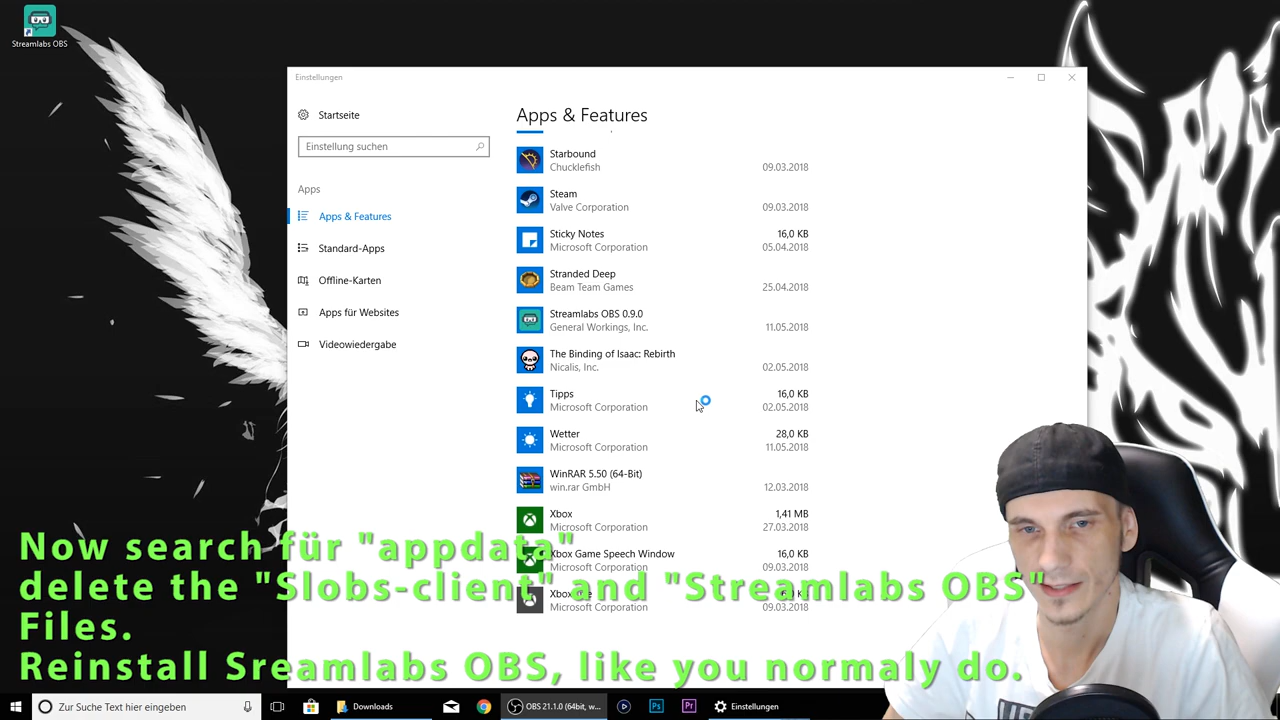 Streamlabs OBS
Einstellungen
Startseite
Einstellung suchen
Apps
Apps & Features
Standard-Apps
Offline-Karten
Apps für Websites
Videowiedergabe
Apps & Features
Starbound
Chucklefish 09.03.2018
Steam
Valve Corporation 09.03.2018
Sticky Notes 16,0 KB
Microsoft Corporation 05.04.2018
Stranded Deep
Beam Team Games 25.04.2018
Streamlabs OBS 0.9.0
General Workings, Inc. 11.05.2018
The Binding of Isaac: Rebirth
Nicalis, Inc. 02.05.2018
Tipps 16,0 KB
Microsoft Corporation 02.05.2018
Wetter 28,0 KB
Microsoft Corporation 11.05.2018
WinRAR 5.50 (64-Bit)
win.rar GmbH 12.03.2018
Xbox 1,41 MB
Microsoft Corporation 27.03.2018
Xbox Game Speech Window 16,0 KB
Microsoft Corporation 09.03.2018
Microsoft Corporation 09.03.2018
Now search für "appdata"
delete the "Slobs-client" and "Streamlabs OBS"
Files.
Reinstall Sreamlabs OBS, like you normaly do.
Zur Suche Text hier eingeben
Downloads
OBS 21.1.0 (64bit, w...
Einstellungen